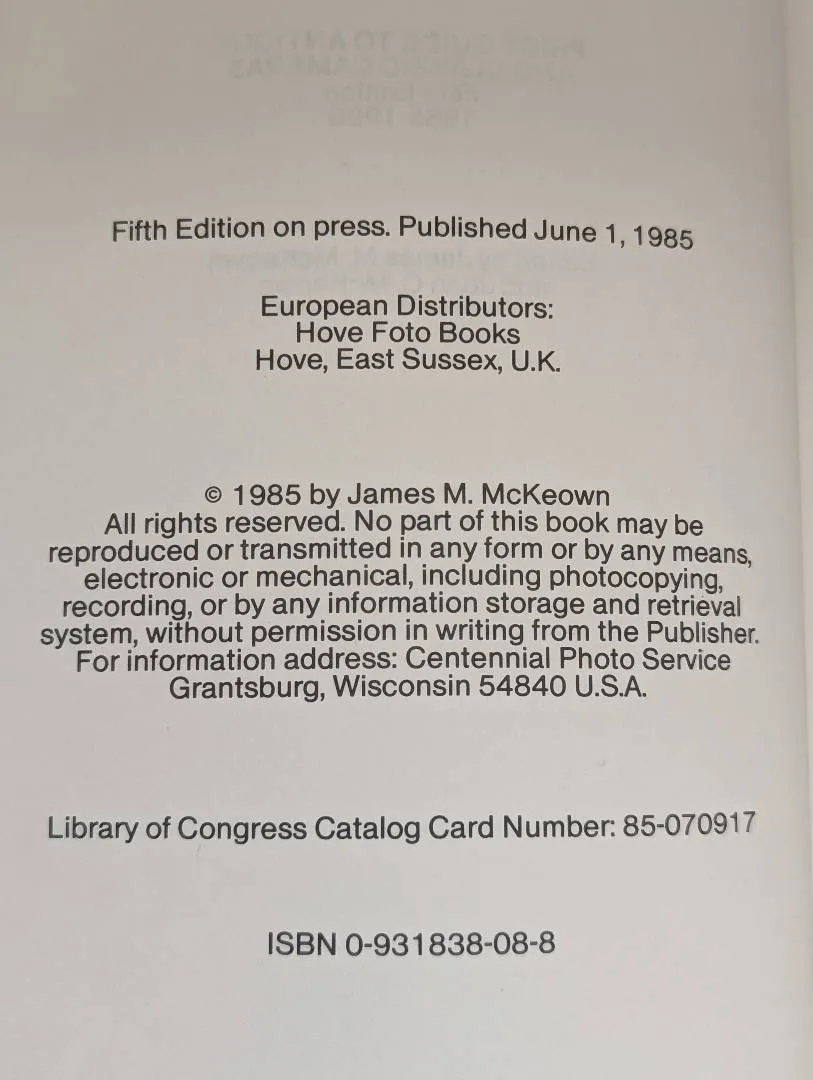 Fifth Edition on press. Published June 1, 1985
European Distributors:
Hove Foto Books
Hove, East Sussex, U.K.
© 1985 by James M. McKeown
All rights reserved. No part of this book may be
reproduced or transmitted in any form or by any means,
electronic or mechanical, including photocopying,
recording, or by any information storage and retrieval
system, without permission in writing from the Publisher.
For information address: Centennial Photo Service
Grantsburg, Wisconsin 54840 U.S.A.
Library of Congress Catalog Card Number: 85-070917
ISBN 0-931838-08-8